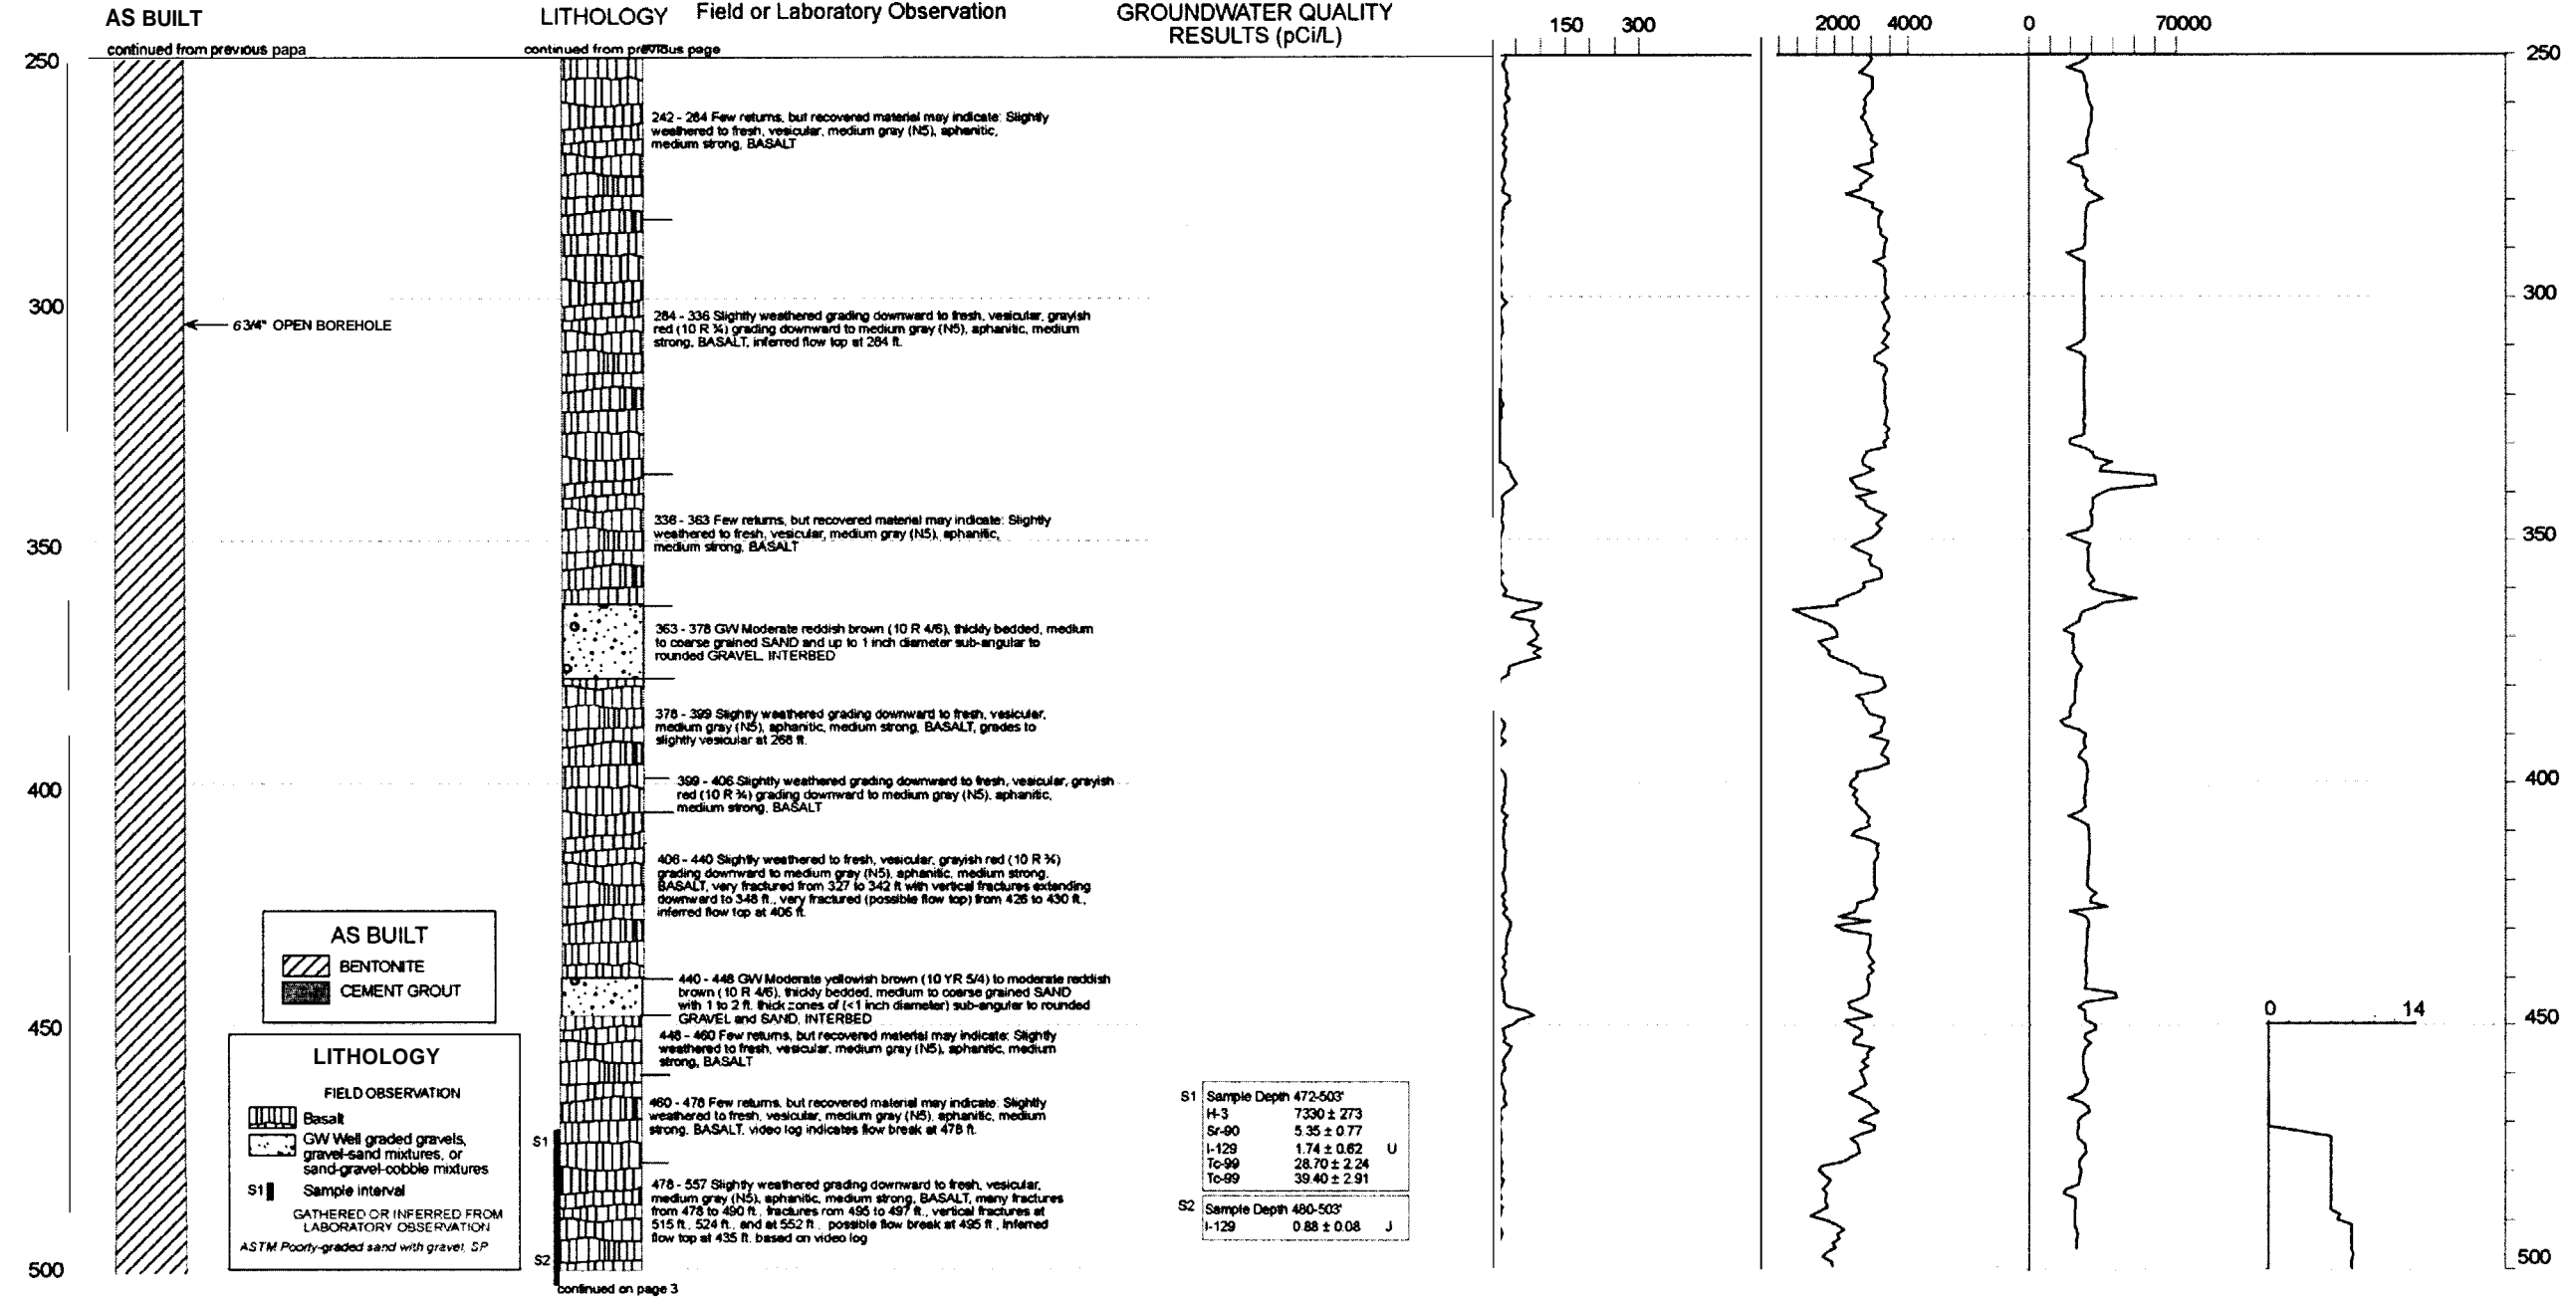 AS BUILT
continued from previous papa
LITHOLOGY
continued from previous page
Field or Laboratory Observation
GROUNDWATER QUALITY
RESULTS (pCi/L)
150 300
2000 4000
0 70000
250
300
350
400
450
500
6 3/4" OPEN BOREHOLE
242 - 284 Few returns, but recovered material may indicate: Slightly
weathered to fresh, vesicular, medium gray (N5), aphanitic,
medium strong, BASALT
284 - 336 Slightly weathered grading downward to fresh, vesicular, grayish
red (10 R ¾) grading downward to medium gray (N5), aphanitic, medium
strong, BASALT, inferred flow top at 284 ft.
336 - 363 Few returns, but recovered material may indicate: Slightly
weathered to fresh, vesicular, medium gray (N5), aphanitic,
medium strong, BASALT
363 - 378 GW Moderate reddish brown (10 R 4/6), thickly bedded, medium
to coarse grained SAND and up to 1 inch diameter sub-angular to
rounded GRAVEL, INTERBED
378 - 399 Slightly weathered grading downward to fresh, vesicular,
medium gray (N5), aphanitic, medium strong, BASALT, grades to
slightly vesicular at 268 ft.
399 - 406 Slightly weathered grading downward to fresh, vesicular, grayish
red (10 R ¾) grading downward to medium gray (N5), aphanitic,
medium strong, BASALT
406 - 440 Slightly weathered to fresh, vesicular, grayish red (10 R ¾)
grading downward to medium gray (N5), aphanitic, medium strong,
BASALT, very fractured from 327 to 342 ft with vertical fractures extending
downward to 348 ft., very fractured (possible flow top) from 426 to 430 ft.,
inferred flow top at 406 ft.
440 - 448 GW Moderate yellowish brown (10 YR 5/4) to moderate reddish
brown (10 R 4/6), thickly bedded, medium to coarse grained SAND
with 1 to 2 ft. thick zones of (<1 inch diameter) sub-angular to rounded
GRAVEL and SAND, INTERBED
448 - 460 Few returns, but recovered material may indicate: Slightly
weathered to fresh, vesicular, medium gray (N5), aphanitic, medium
strong, BASALT
460 - 478 Few returns, but recovered material may indicate: Slightly
weathered to fresh, vesicular, medium gray (N5), aphanitic, medium
strong, BASALT, video log indicates flow break at 478 ft.
478 - 557 Slightly weathered grading downward to fresh, vesicular,
medium gray (N5), aphanitic, medium strong, BASALT, many fractures
from 478 to 490 ft., fractures rom 495 to 497 ft., vertical fractures at
515 ft., 524 ft., and at 552 ft., possible flow break at 495 ft., inferred
flow top at 435 ft. based on video log
S1
S2
continued on page 3
AS BUILT
BENTONITE
CEMENT GROUT
LITHOLOGY
FIELD OBSERVATION
Basalt
GW Well graded gravels,
gravel-sand mixtures, or
sand-gravel-cobble mixtures
S1 Sample interval
GATHERED OR INFERRED FROM
LABORATORY OBSERVATION
ASTM Poorly-graded sand with gravel, SP
S1 Sample Depth 472-503'
H-3 7330 ± 273
Sr-90 5.35 ± 0.77
I-129 1.74 ± 0.62 U
Tc-99 28.70 ± 2.24
Tc-99 39.40 ± 2.91
S2 Sample Depth 480-503'
I-129 0.88 ± 0.08 J
0 14
250
300
350
400
450
500